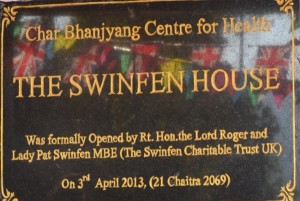 Char Bhanjyang Centre for Health
THE SWINFEN HOUSE
Was formally Opened by Rt. Hon.the Lord Roger and
Lady Pat Swinfen MBE (The Swinfen Charitable Trust UK)
On 3rd April 2013, (21 Chaitra 2069)